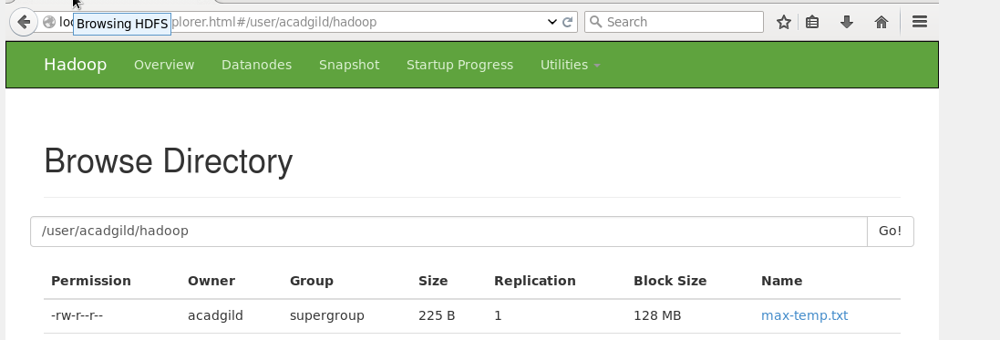 loc
Browsing HDFS
plorer.html#/user/acadgild/hadoop
Search
Hadoop Overview Datanodes Snapshot Startup Progress Utilities
Browse Directory
/user/acadgild/hadoop Go!
Permission Owner Group Size Replication Block Size Name
-rw-r--r-- acadgild supergroup 225 B 1 128 MB max-temp.txt